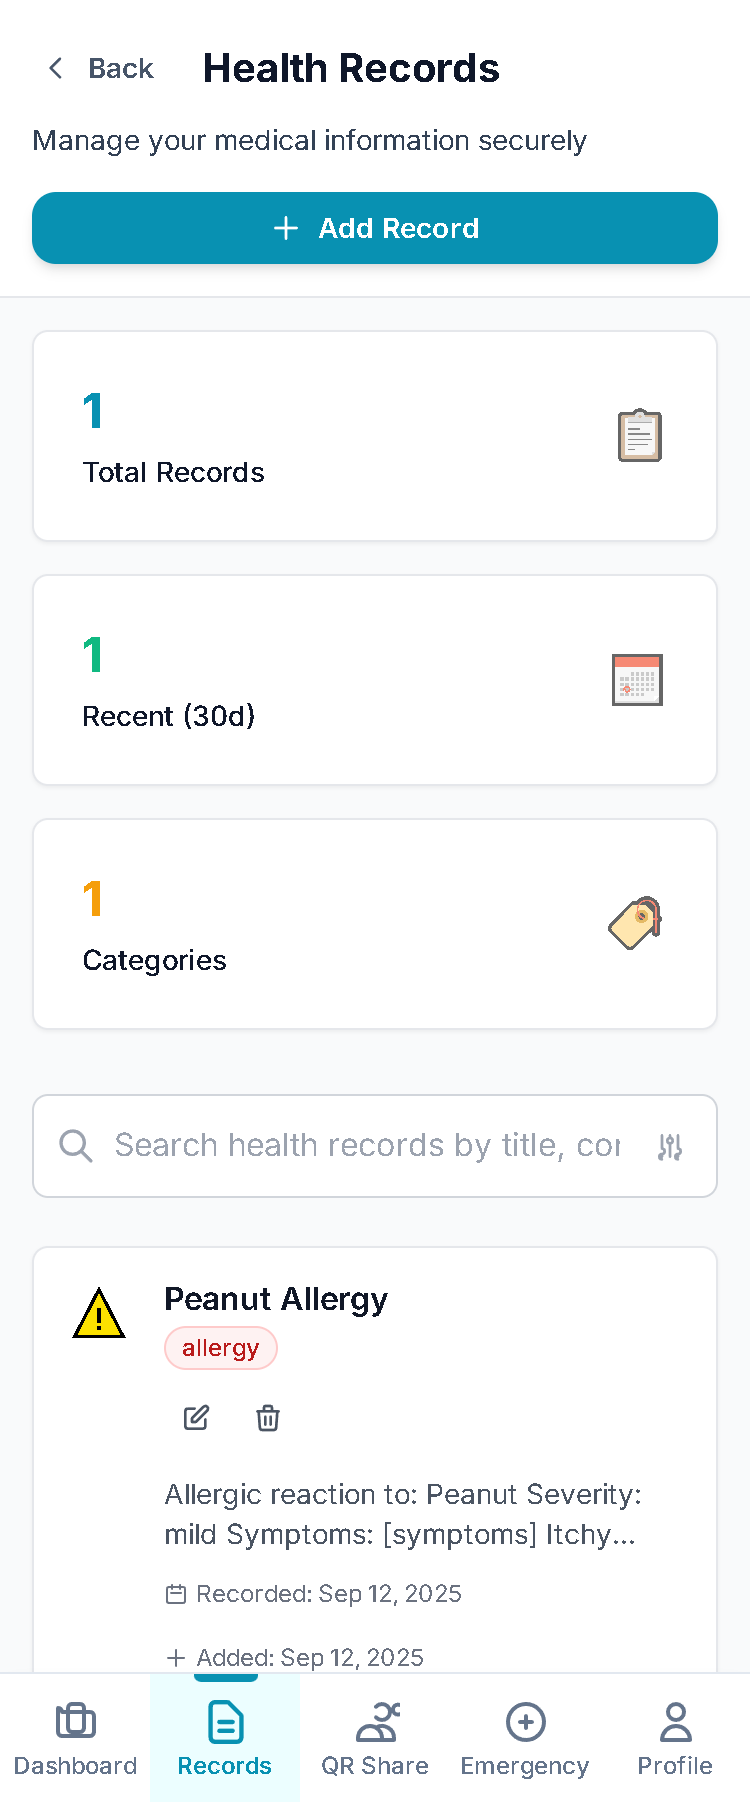 Back Health Records
Manage your medical information securely
Add Record
1
Total Records
1
Recent (30d)
1
Categories
Search health records by title, cor
Peanut Allergy
allergy
Allergic reaction to: Peanut Severity:
mild Symptoms: [symptoms] Itchy...
Recorded: Sep 12, 2025
Added: Sep 12, 2025
Dashboard Records QR Share Emergency Profile